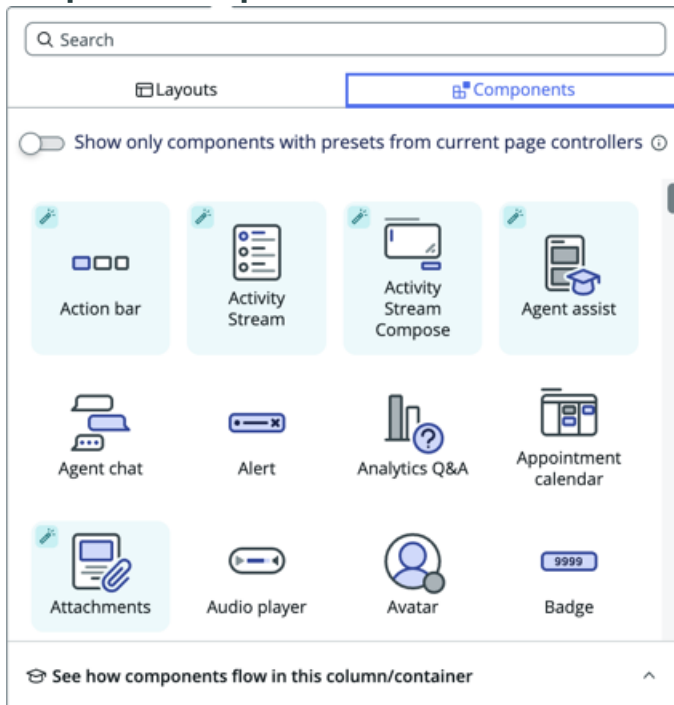 Search
Layouts
Components
Show only components with presets from current page controllers
Action bar
Activity
Stream
Activity
Stream
Compose
Agent assist
Agent chat
Alert
Analytics Q&A
Appointment
calendar
Attachments
Audio player
Avatar
9999
Badge
See how components flow in this column/container